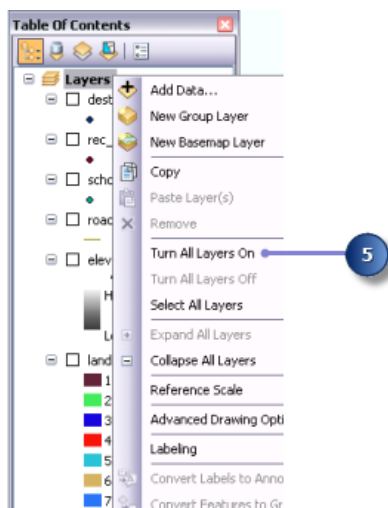 Table Of Contents
Layers
dest
rec_
scho
road
elev
H
Lo
land
1
2
3
4
5
6
7
Add Data...
New Group Layer
New Basemap Layer
Copy
Paste Layer(s)
Remove
Turn All Layers On
5
Turn All Layers Off
Select All Layers
Expand All Layers
Collapse All Layers
Reference Scale
Advanced Drawing Opti
Labeling
Convert Labels to Anno
Convert Features to Gr